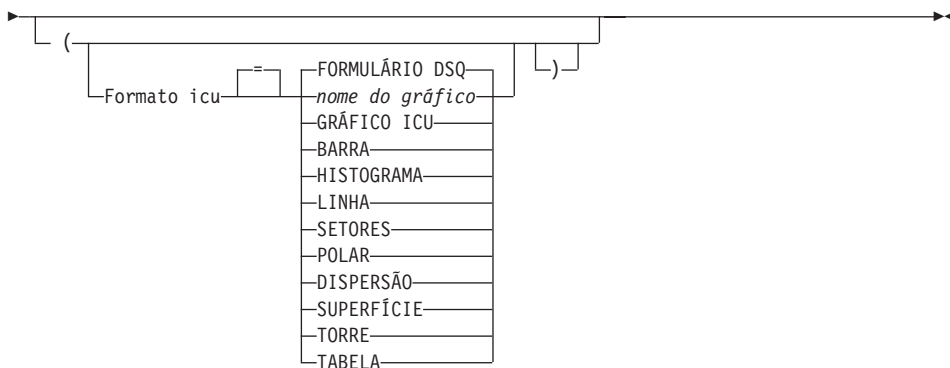 (
=
)
Formato icu
FORMULÁRIO DSQ
nome do gráfico
GRÁFICO ICU
BARRA
HISTOGRAMA
LINHA
SETORES
POLAR
DISPERSÃO
SUPERFÍCIE
TORRE
TABELA